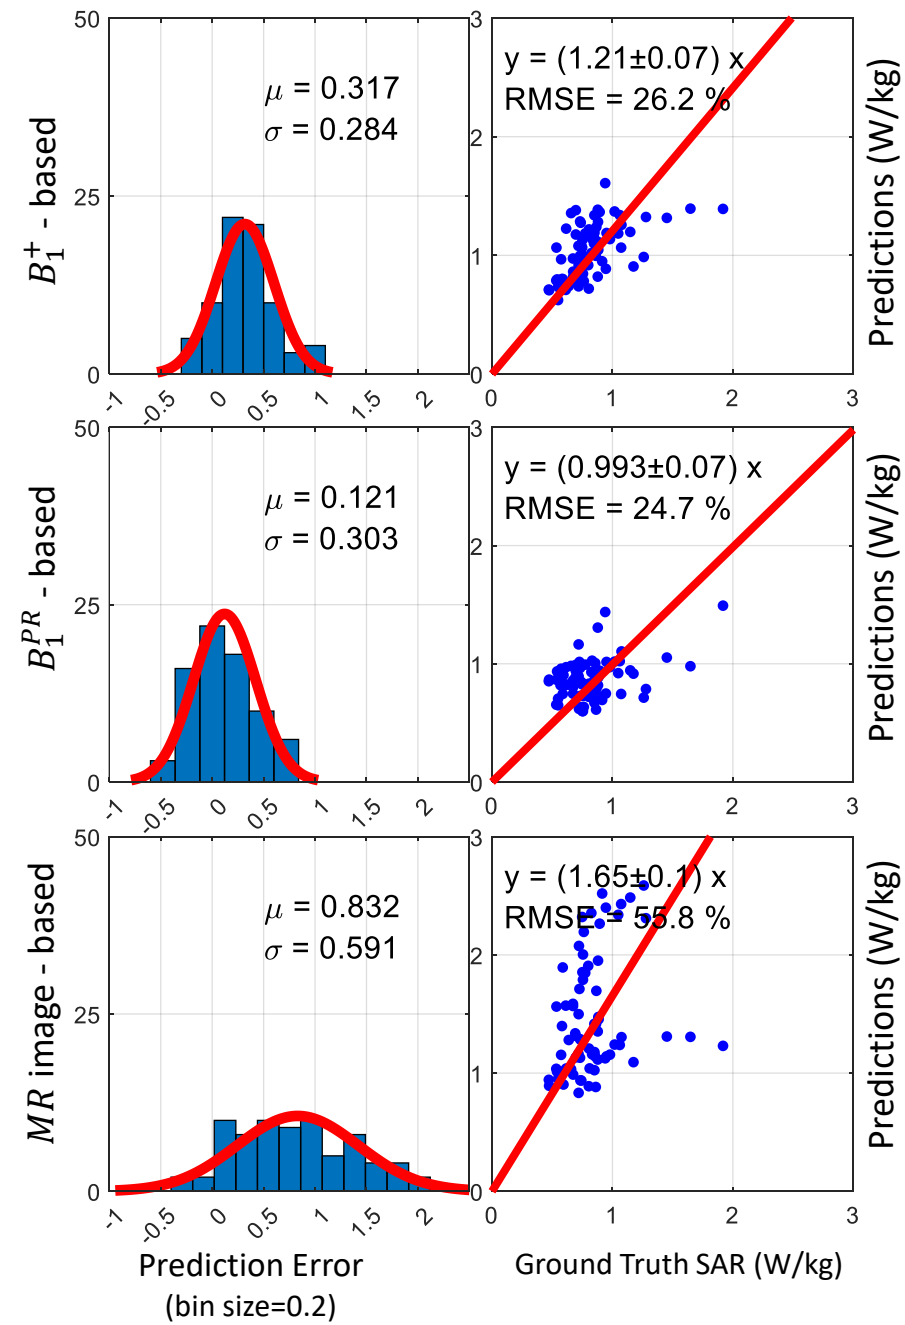 50
25
0
B₁⁺ - based
μ = 0.317
σ = 0.284
-1
-0.5
0
0.5
1
1.5
2
3
2
1
0
y = (1.21±0.07) x
RMSE = 26.2 %
Predictions (W/kg)
0
1
2
3
50
25
0
B₁ᴾᴿ - based
μ = 0.121
σ = 0.303
-1
-0.5
0
0.5
1
1.5
2
3
2
1
0
y = (0.993±0.07) x
RMSE = 24.7 %
Predictions (W/kg)
0
1
2
3
50
25
0
MR image - based
μ = 0.832
σ = 0.591
-1
-0.5
0
0.5
1
1.5
2
Prediction Error
(bin size=0.2)
3
2
1
0
y = (1.65±0.1) x
RMSE = 55.8 %
Predictions (W/kg)
0
1
2
3
Ground Truth SAR (W/kg)